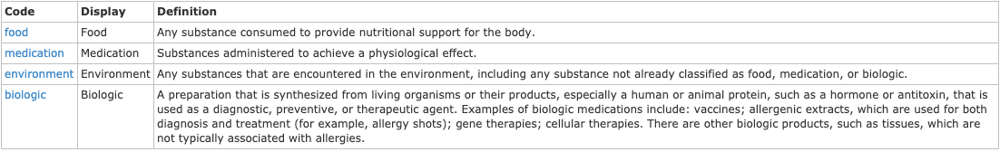 Code Display Definition
food Food Any substance consumed to provide nutritional support for the body.
medication Medication Substances administered to achieve a physiological effect.
environment Environment Any substances that are encountered in the environment, including any substance not already classified as food, medication, or biologic.
biologic Biologic A preparation that is synthesized from living organisms or their products, especially a human or animal protein, such as a hormone or antitoxin, that is
used as a diagnostic, preventive, or therapeutic agent. Examples of biologic medications include: vaccines; allergenic extracts, which are used for both
diagnosis and treatment (for example, allergy shots); gene therapies; cellular therapies. There are other biologic products, such as tissues, which are
not typically associated with allergies.